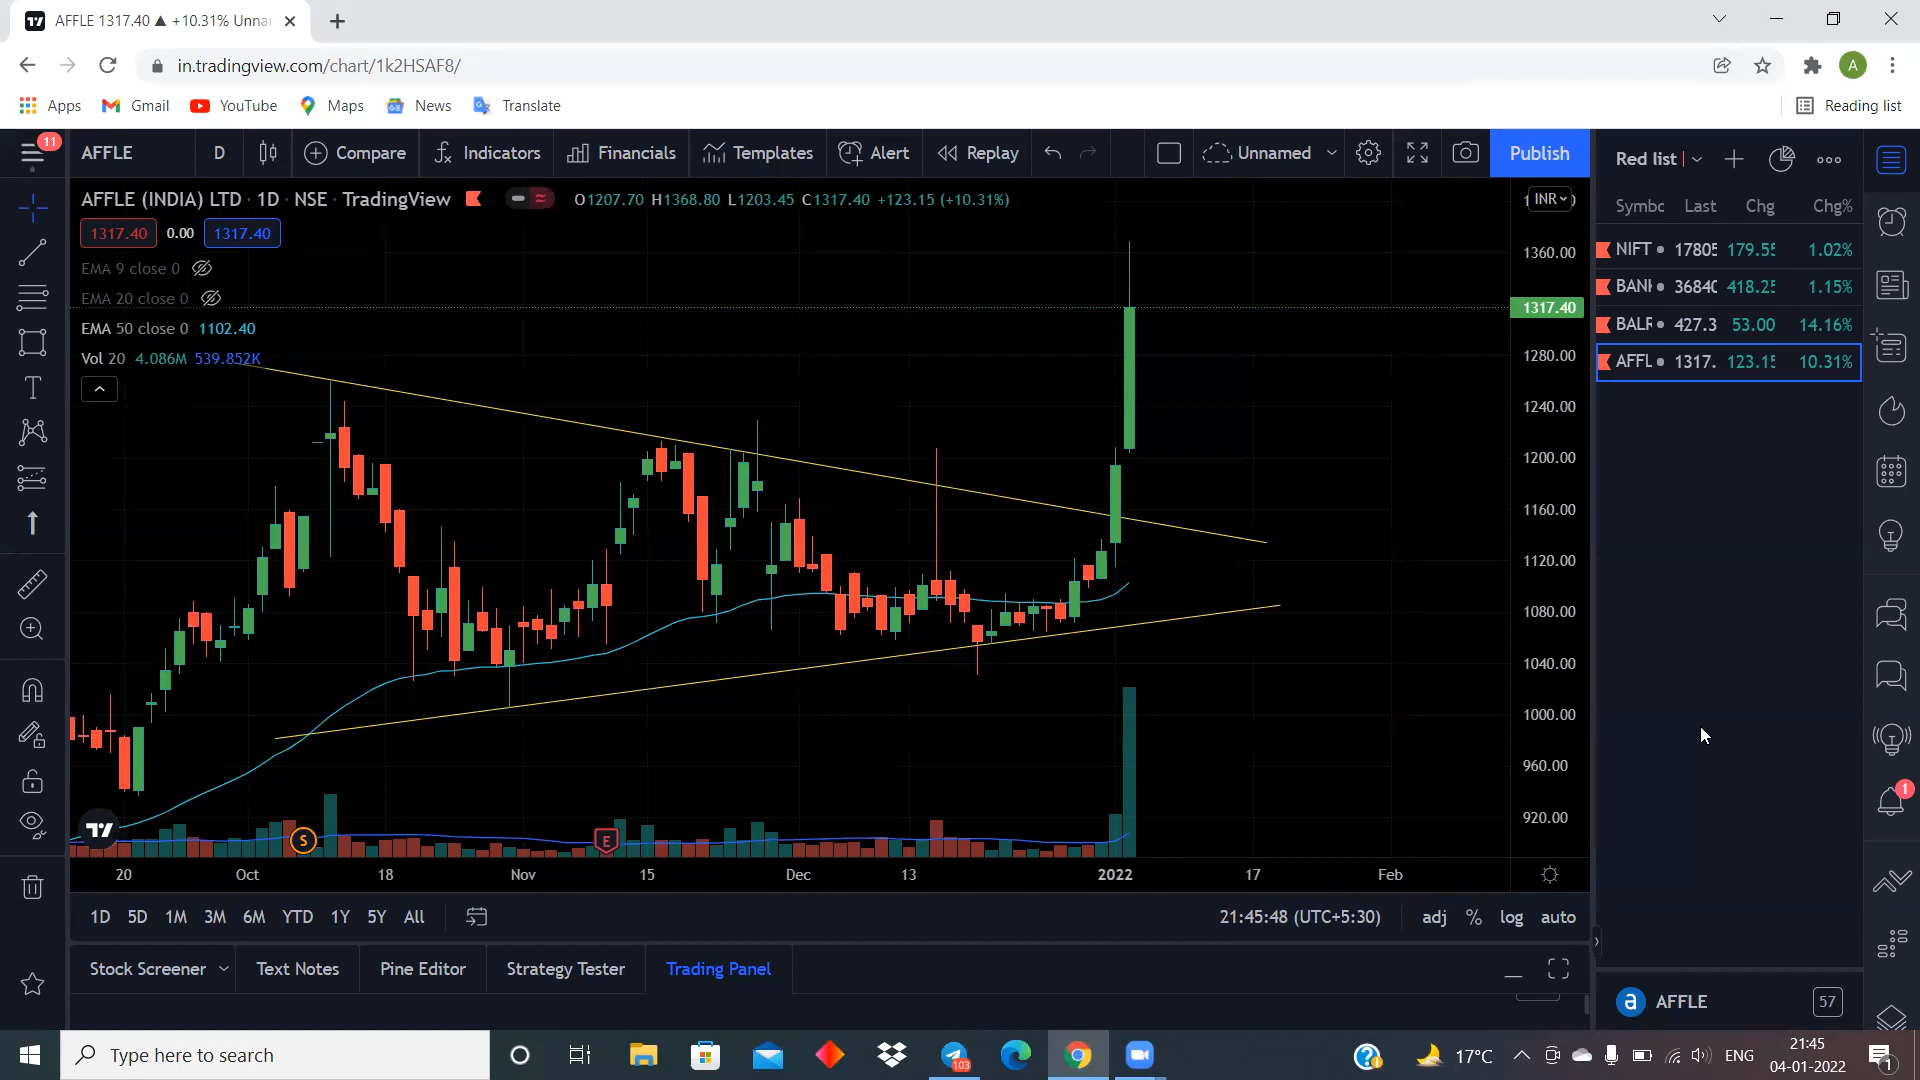 AFFLE 1317.40 ▲ +10.31% Unna
in.tradingview.com/chart/1k2HSAF8/
A
Apps Gmail YouTube Maps News Translate Reading list
11 AFFLE D Compare Indicators Financials Templates Alert Replay Unnamed Publish
Red list
AFFLE (INDIA) LTD · 1D · NSE · TradingView O1207.70 H1368.80 L1203.45 C1317.40 +123.15 (+10.31%)
INR
Symbc Last Chg Chg%
1317.40 0.00 1317.40
EMA 9 close 0
EMA 20 close 0
EMA 50 close 0 1102.40
Vol 20 4.086M 539.852K
NIFT 17805 179.55 1.02%
BANK 36840 418.25 1.15%
BALR 427.3 53.00 14.16%
AFFL 1317. 123.15 10.31%
1360.00
1317.40
1280.00
1240.00
1200.00
1160.00
1120.00
1080.00
1040.00
1000.00
960.00
920.00
S E
1
20 Oct 18 Nov 15 Dec 13 2022 17 Feb
1D 5D 1M 3M 6M YTD 1Y 5Y All 21:45:48 (UTC+5:30) adj % log auto
Stock Screener Text Notes Pine Editor Strategy Tester Trading Panel
a AFFLE 57
Type here to search
103
17°C ENG
21:45
04-01-2022
1